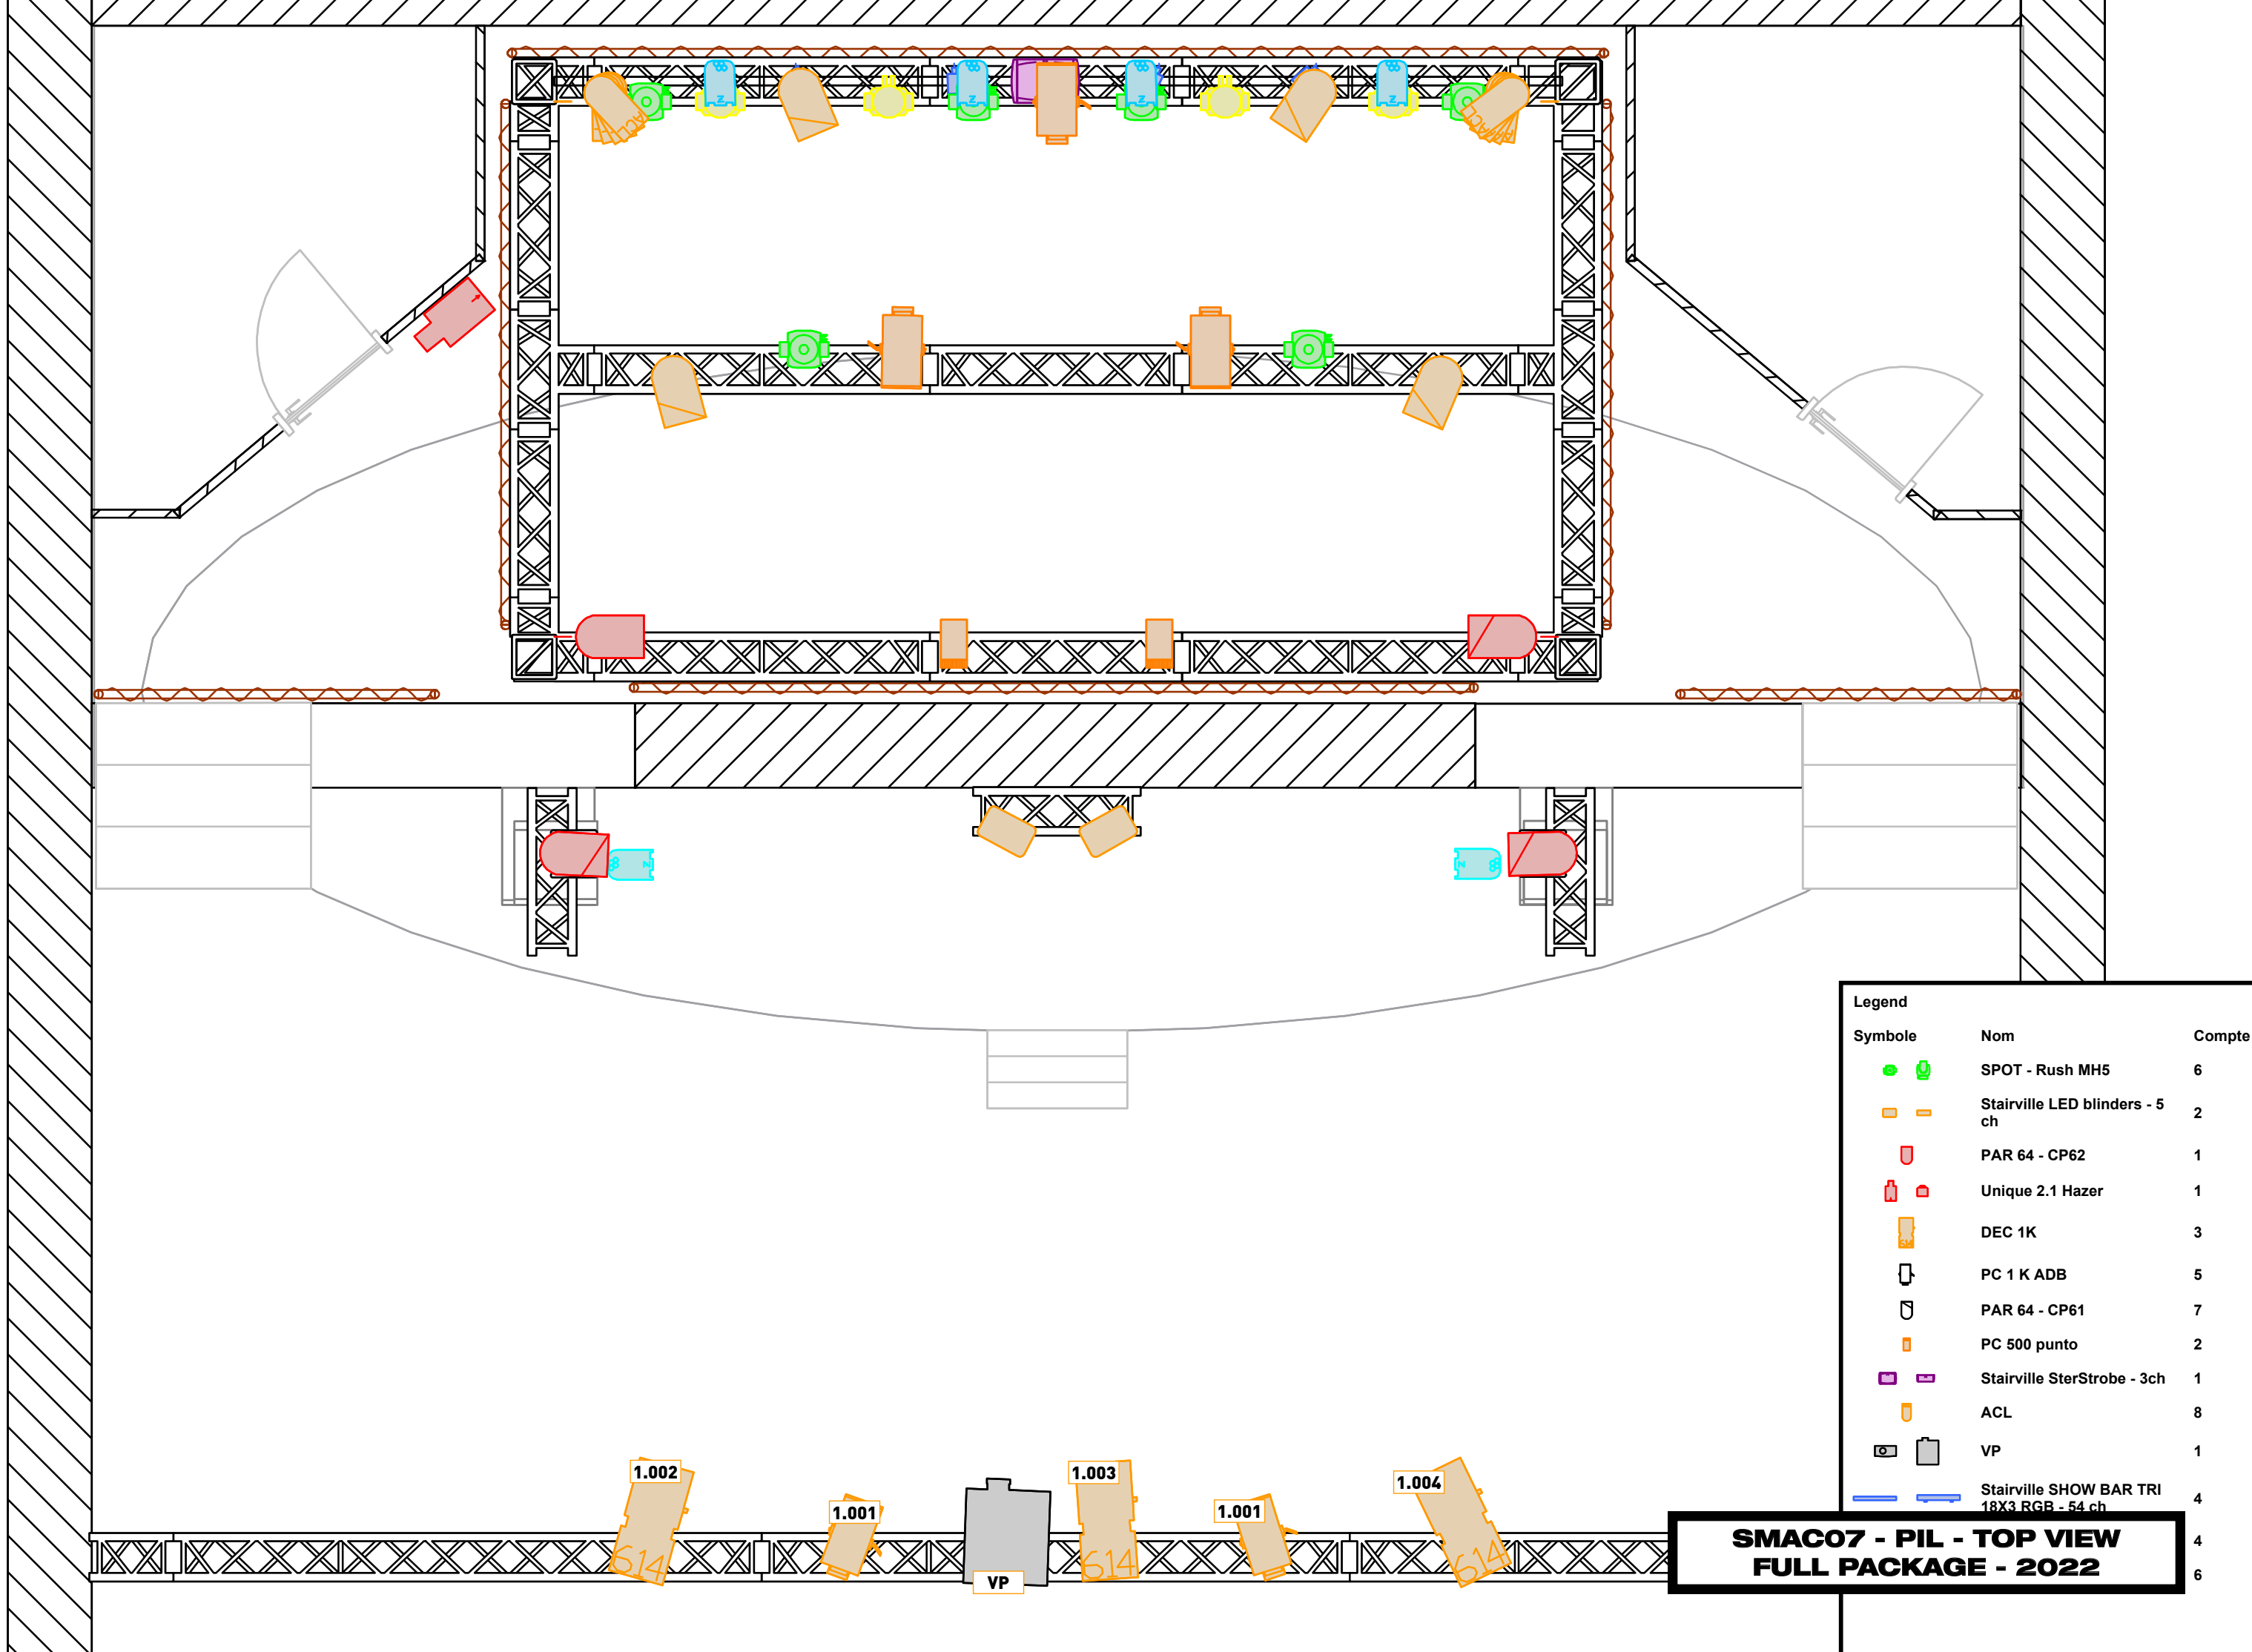 ACL
ACL
Z
Z
Z
Z
Z
Z
Legend
Symbole Nom Compte
SPOT - Rush MH5 6
Stairville LED blinders - 5
ch 2
PAR 64 - CP62 1
Unique 2.1 Hazer 1
DEC 1K 3
PC 1 K ADB 5
PAR 64 - CP61 7
PC 500 punto 2
Stairville SterStrobe - 3ch 1
ACL 8
VP 1
Stairville SHOW BAR TRI
18X3 RGB - 54 ch 4
4
6
SMAC07 - PIL - TOP VIEW
FULL PACKAGE - 2022
1.002
1.001
1.003
1.001
1.004
614
VP
614
614